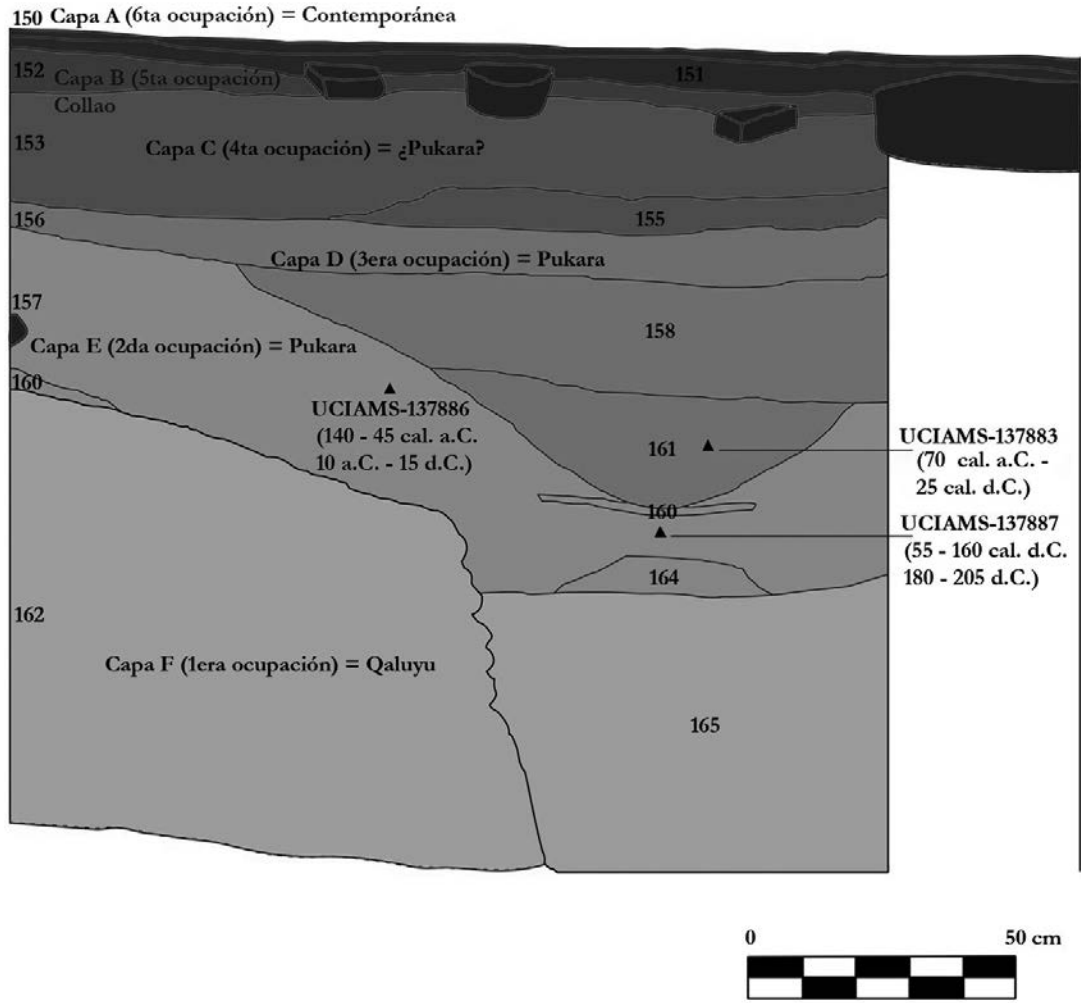 150 Capa A (6ta ocupación) = Contemporánea
152
Capa B (5ta ocupación)
Collao
151
153
Capa C (4ta ocupación) = ¿Pukara?
155
156
Capa D (3era ocupación) = Pukara
157
158
Capa E (2da ocupación) = Pukara
160
UCIAMS-137886
(140 - 45 cal. a.C.
10 a.C. - 15 d.C.)
161
UCIAMS-137883
(70 cal. a.C. -
25 cal. d.C.)
160
UCIAMS-137887
(55 - 160 cal. d.C.
180 - 205 d.C.)
164
162
Capa F (1era ocupación) = Qaluyu
165
0
50 cm